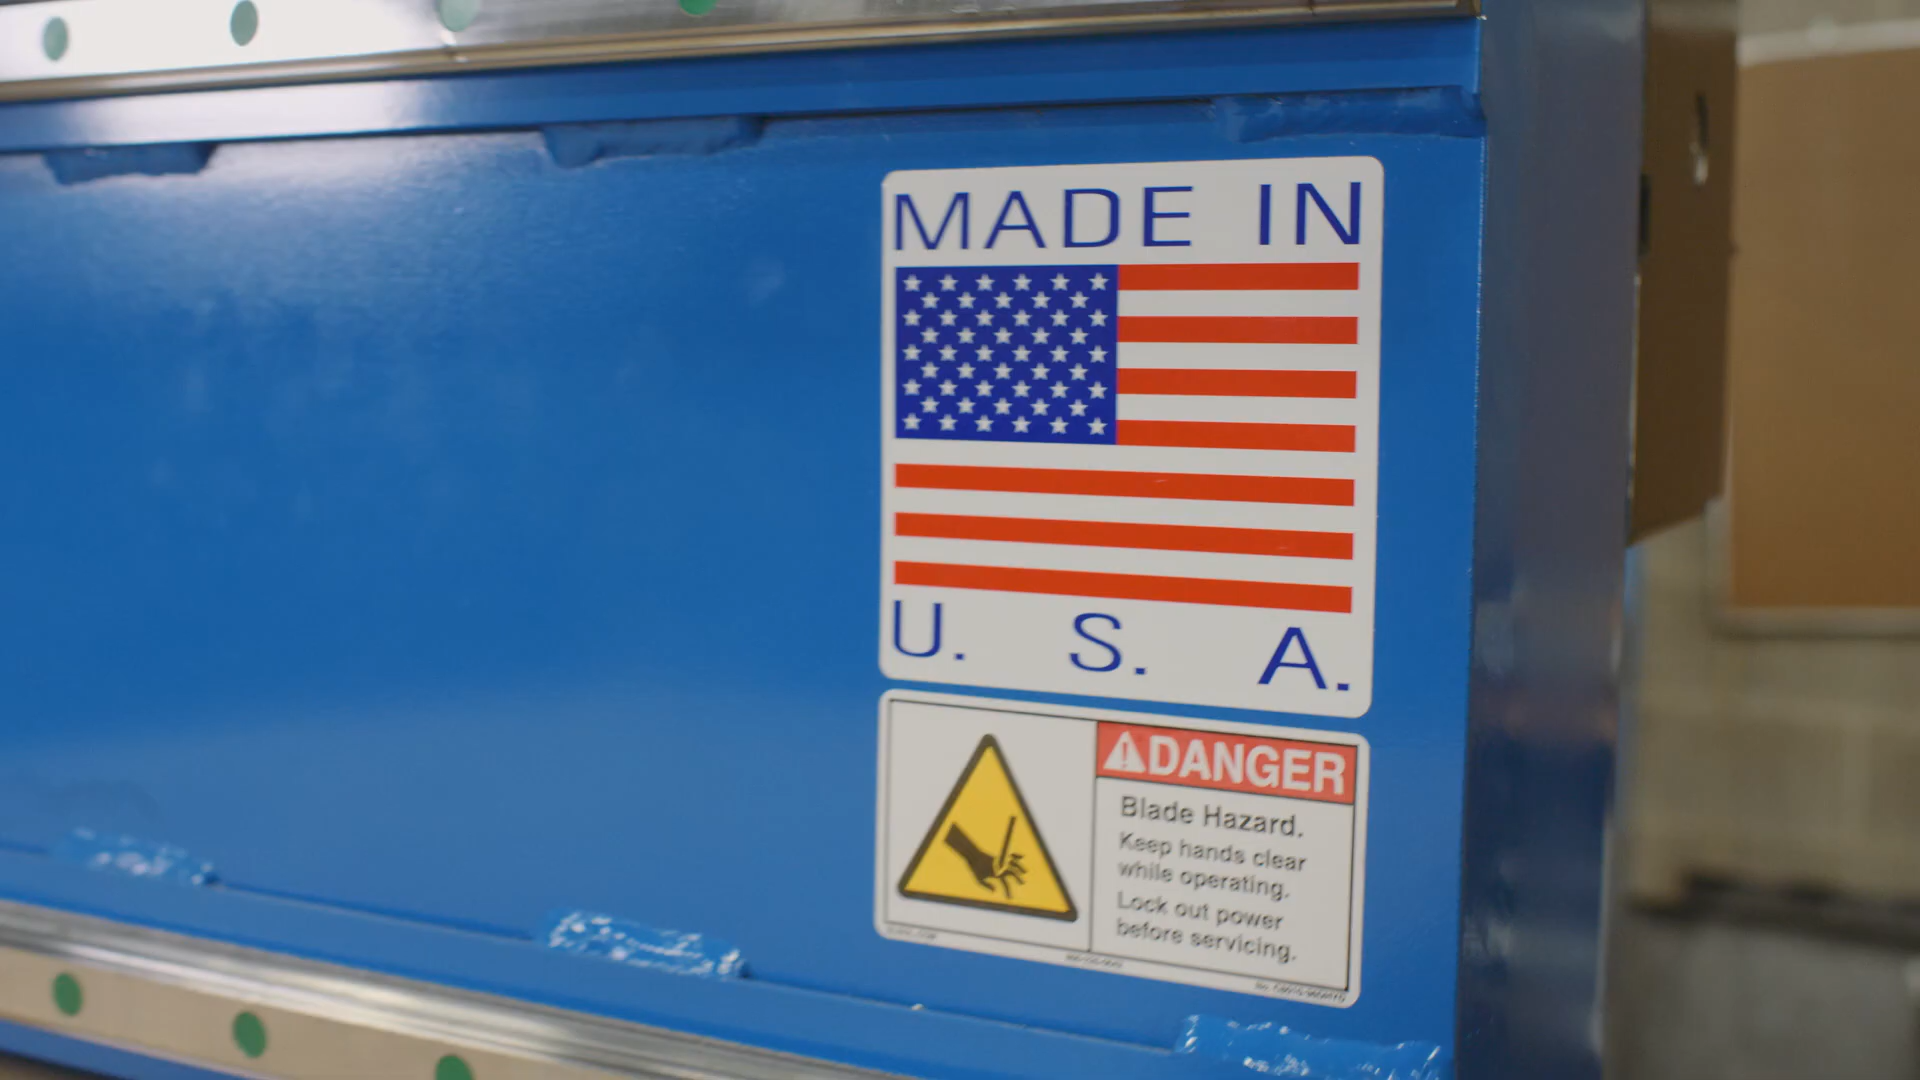 MADE IN
U. S. A.
DANGER
Blade Hazard.
Keep hands clear
while operating.
Lock out power
before servicing.